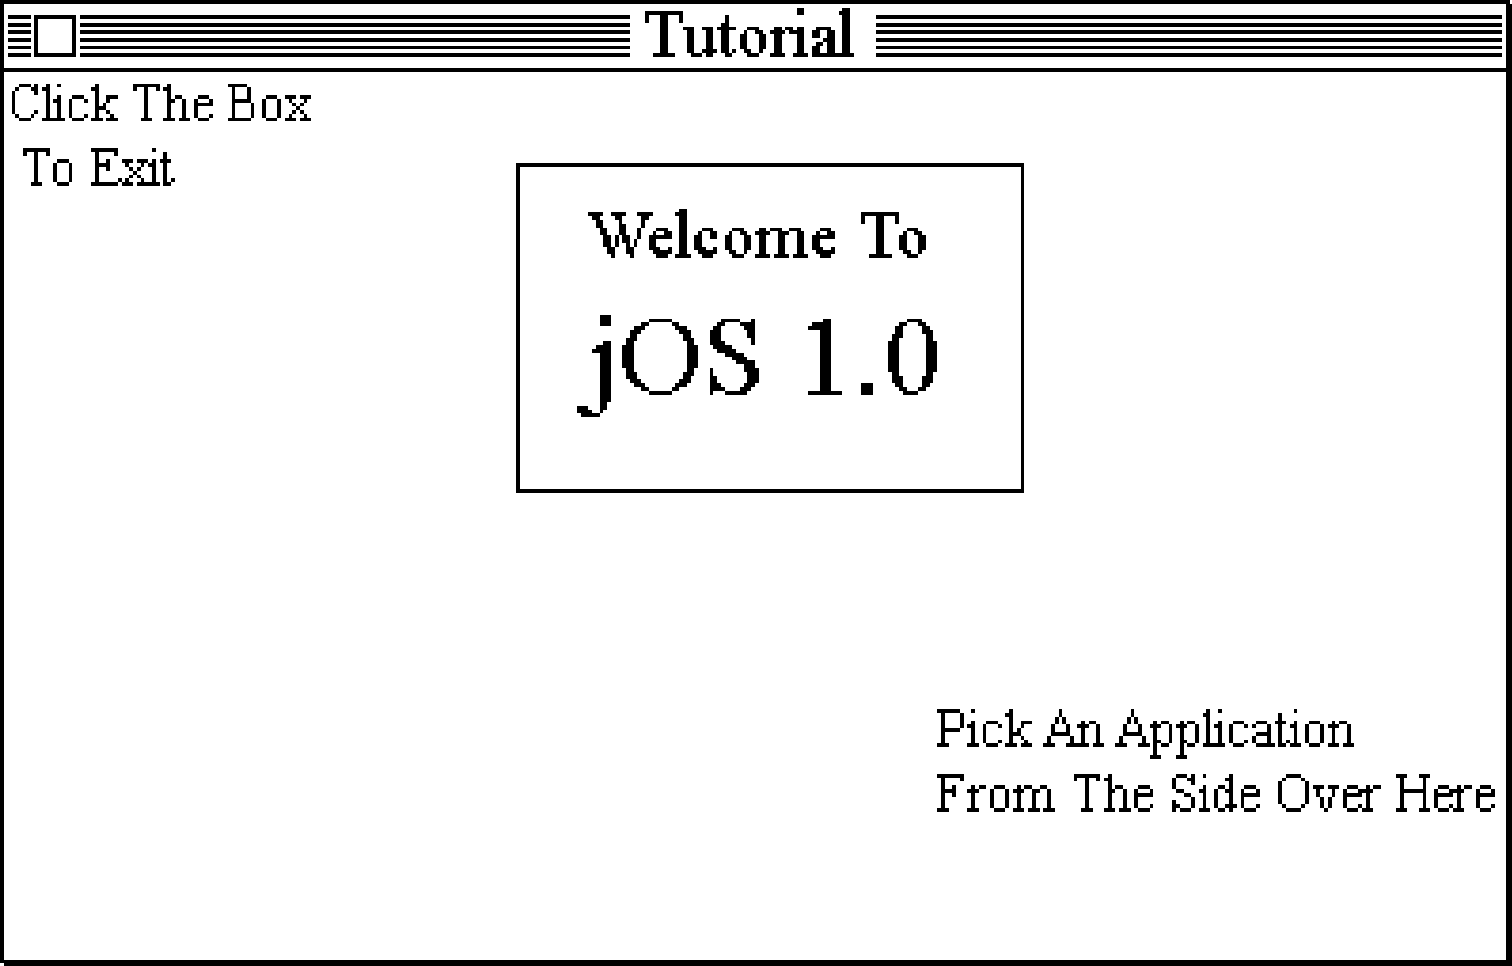 Tutorial
Click The Box
To Exit
Welcome To
jOS 1.0
Pick An Application
From The Side Over Here